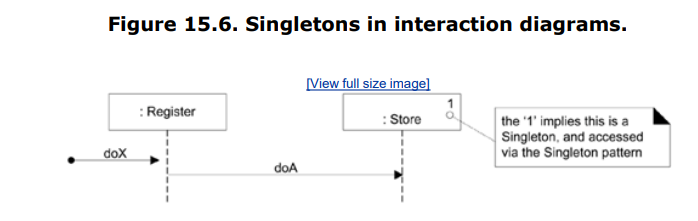 Figure 15.6. Singletons in interaction diagrams.
[View full size image]
: Register
1
: Store
the '1' implies this is a
Singleton, and accessed
via the Singleton pattern
doX
doA